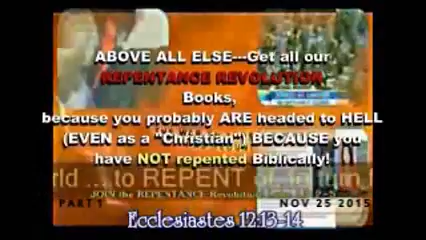 ABOVE ALL ELSE---Get all our
REPENTANCE REVOLUTION
Books,
because you probably ARE headed to HELL
(EVEN as a "Christian") BECAUSE you
have NOT repented Biblically!
rld ... to REPENT
JOIN the REPENTANCE Revolution
PART 1
NOV 25 2015
Ecclesiastes 12:13-14